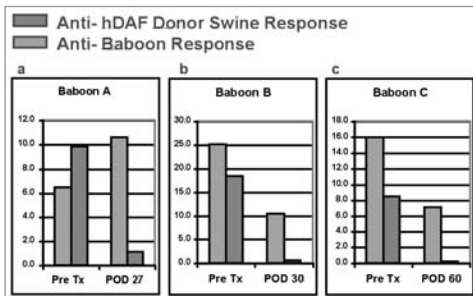 Anti- hDAF Donor Swine Response
Anti- Baboon Response
a
Baboon A
12.0
10.0
8.0
6.0
4.0
2.0
0.0
Pre Tx POD 27
b
Baboon B
30.0
25.0
20.0
15.0
10.0
5.0
0.0
Pre Tx POD 30
c
Baboon C
18.0
16.0
14.0
12.0
10.0
8.0
6.0
4.0
2.0
0.0
Pre Tx POD 60